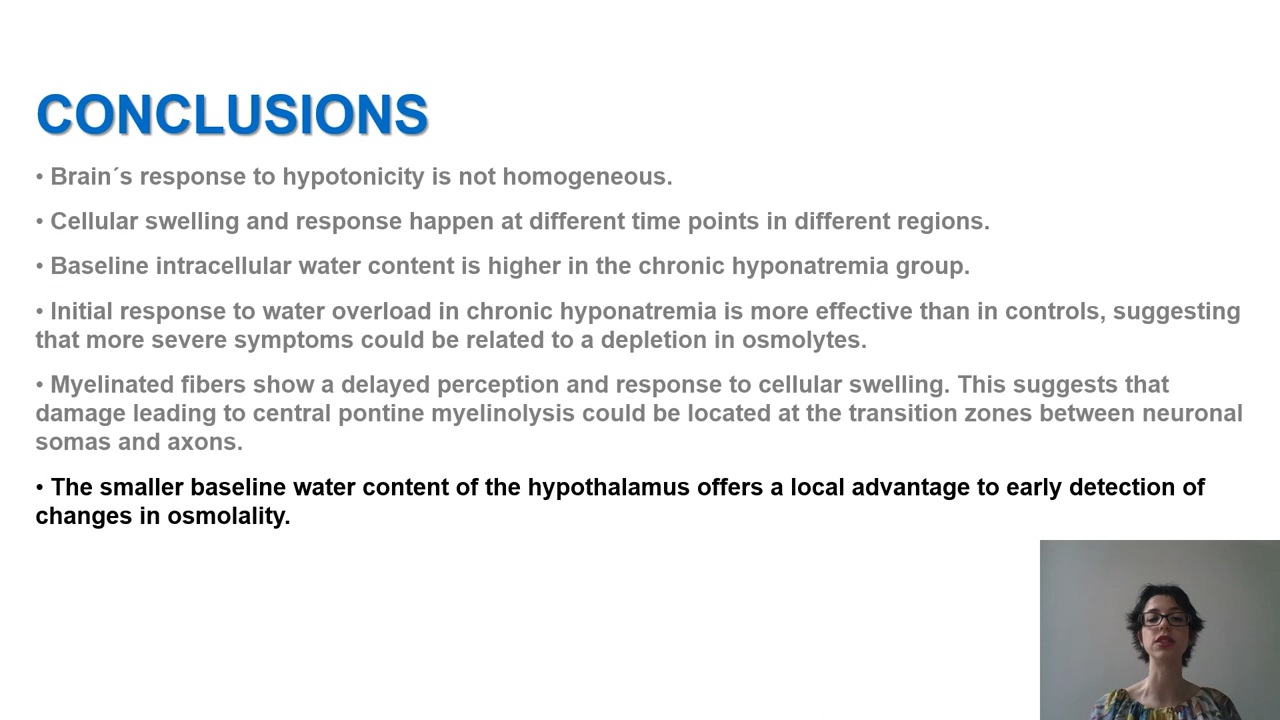 CONCLUSIONS
• Brain´s response to hypotonicity is not homogeneous.
• Cellular swelling and response happen at different time points in different regions.
• Baseline intracellular water content is higher in the chronic hyponatremia group.
• Initial response to water overload in chronic hyponatremia is more effective than in controls, suggesting
that more severe symptoms could be related to a depletion in osmolytes.
• Myelinated fibers show a delayed perception and response to cellular swelling. This suggests that
damage leading to central pontine myelinolysis could be located at the transition zones between neuronal
somas and axons.
• The smaller baseline water content of the hypothalamus offers a local advantage to early detection of
changes in osmolality.